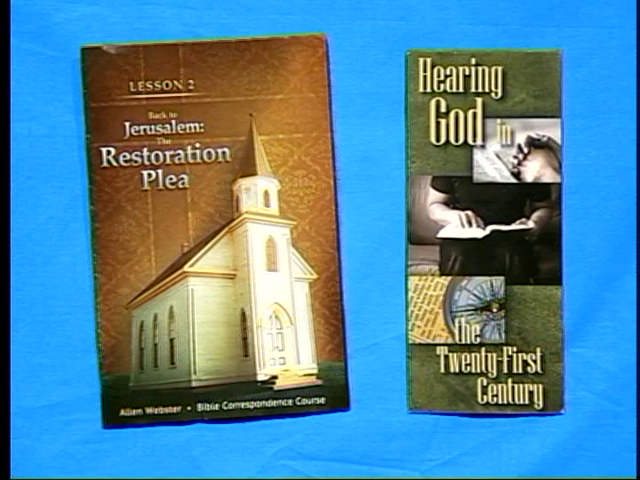 LESSON 2
Back to
Jerusalem:
The
Restoration
Plea
Allen Webster • Bible Correspondence Course
Hearing
God in
the
Twenty-First
Century